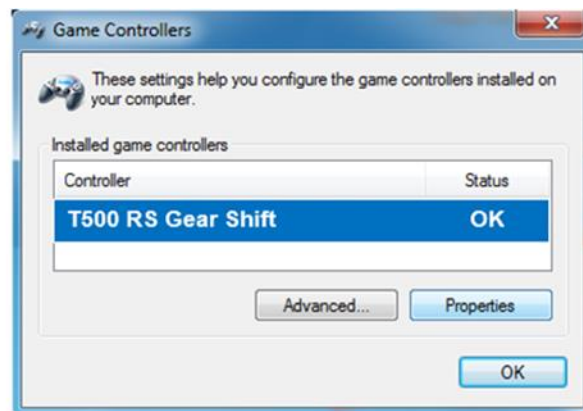 Game Controllers
These settings help you configure the game controllers installed on
your computer.
Installed game controllers
Controller Status
T500 RS Gear Shift OK
Advanced... Properties
OK